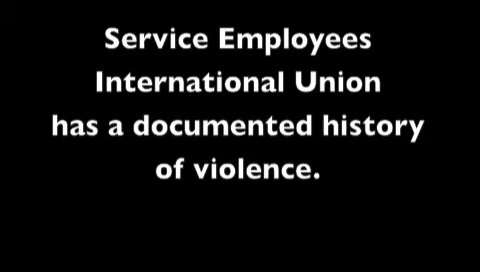 Service Employees
International Union
has a documented history
of violence.